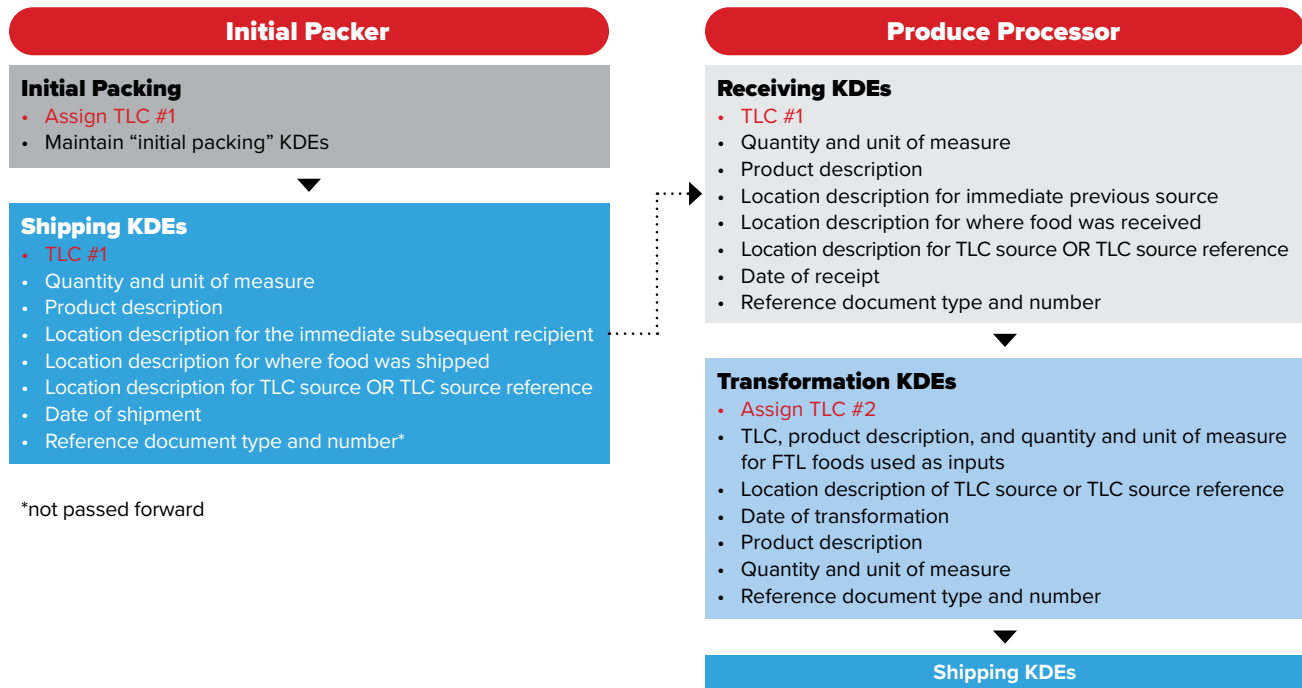 Initial Packer
Initial Packing
• Assign TLC #1
• Maintain “initial packing” KDEs
Shipping KDEs
• TLC #1
• Quantity and unit of measure
• Product description
• Location description for the immediate subsequent recipient
• Location description for where food was shipped
• Location description for TLC source OR TLC source reference
• Date of shipment
• Reference document type and number*
*not passed forward
Produce Processor
Receiving KDEs
• TLC #1
• Quantity and unit of measure
• Product description
• Location description for immediate previous source
• Location description for where food was received
• Location description for TLC source OR TLC source reference
• Date of receipt
• Reference document type and number
Transformation KDEs
• Assign TLC #2
• TLC, product description, and quantity and unit of measure
for FTL foods used as inputs
• Location description of TLC source or TLC source reference
• Date of transformation
• Product description
• Quantity and unit of measure
• Reference document type and number
Shipping KDEs